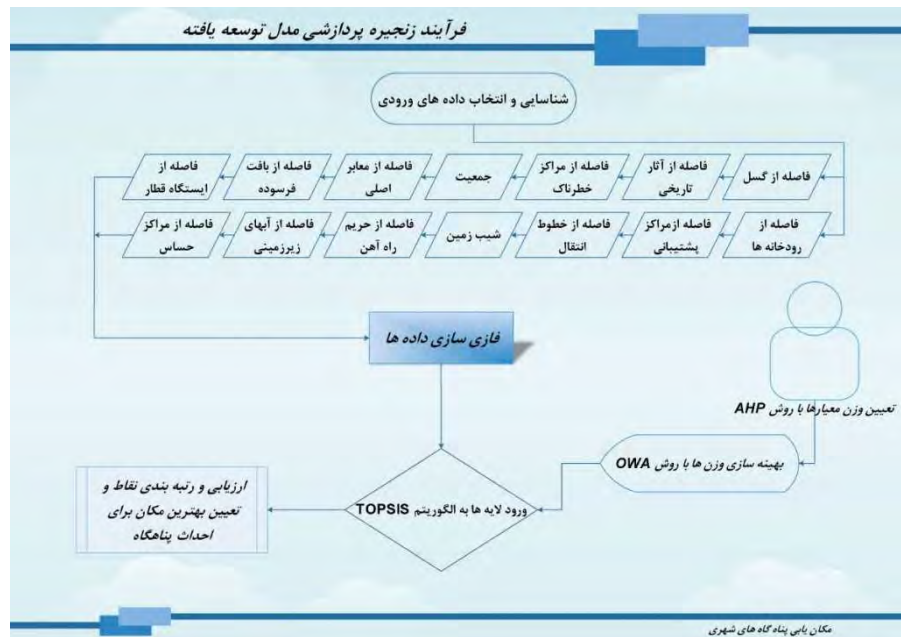 فرآیند زنجیره پردازشی مدل توسعه یافته
شناسایی و انتخاب داده های ورودی
فاصله از گسل
فاصله از آثار
تاریخی
فاصله از مراکز
خطرناک
جمعیت
فاصله از معابر
اصلی
فاصله از بافت
فرسوده
فاصله از
ایستگاه قطار
فاصله از
رودخانه ها
فاصله ازمراکز
پشتیبانی
فاصله از خطوط
انتقال
شیب زمین
فاصله از حریم
راه آهن
فاصله از آبهای
زیرزمینی
فاصله از مراکز
حساس
فازی سازی داده ها
تعیین وزن معیارها با روش AHP
بهینه سازی وزن ها با روش OWA
ورود لایه ها به الگوریتم TOPSIS
ارزیابی و رتبه بندی نقاط و
تعیین بهترین مکان برای
احداث پناهگاه
مکان یابی پناه گاه های شهری